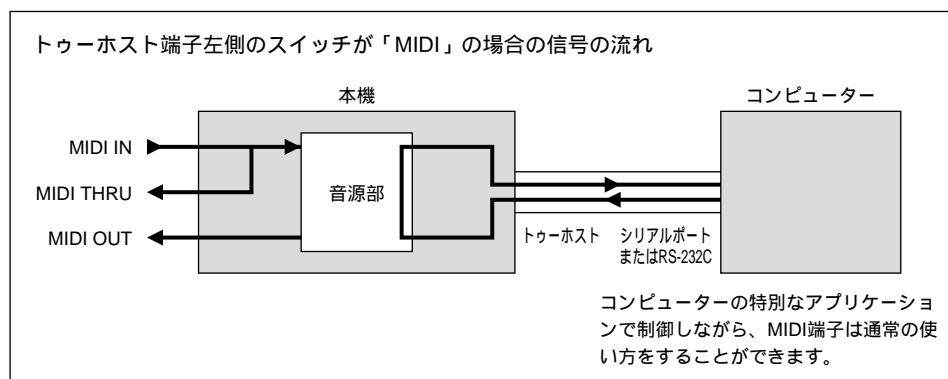 トゥーホスト端子左側のスイッチが「MIDI」の場合の信号の流れ
本機
コンピューター
MIDI IN
MIDI THRU
MIDI OUT
音源部
トゥーホスト
シリアルポート
またはRS-232C
コンピューターの特別なアプリケーショ
ンで制御しながら、MIDI端子は通常の使
い方をすることができます。